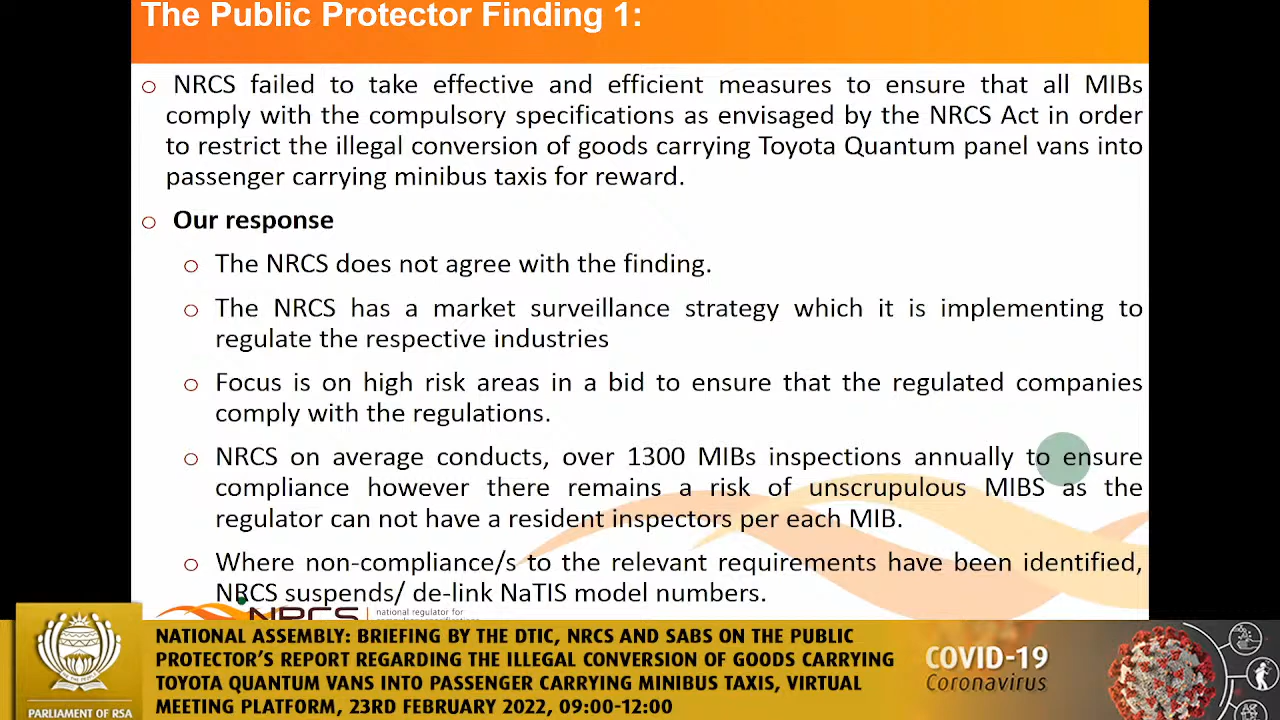 The Public Protector Finding 1:
NRCS failed to take effective and efficient measures to ensure that all MIBs
comply with the compulsory specifications as envisaged by the NRCS Act in order
to restrict the illegal conversion of goods carrying Toyota Quantum panel vans into
passenger carrying minibus taxis for reward.
Our response
The NRCS does not agree with the finding.
The NRCS has a market surveillance strategy which it is implementing to
regulate the respective industries
Focus is on high risk areas in a bid to ensure that the regulated companies
comply with the regulations.
NRCS on average conducts, over 1300 MIBs inspections annually to ensure
compliance however there remains a risk of unscrupulous MIBS as the
regulator can not have a resident inspectors per each MIB.
Where non-compliance/s to the relevant requirements have been identified,
NRCS suspends/ de-link NaTIS model numbers.
NRCS
national regulator for
NATIONAL ASSEMBLY: BRIEFING BY THE DTIC, NRCS AND SABS ON THE PUBLIC
PROTECTOR'S REPORT REGARDING THE ILLEGAL CONVERSION OF GOODS CARRYING
TOYOTA QUANTUM VANS INTO PASSENGER CARRYING MINIBUS TAXIS, VIRTUAL
MEETING PLATFORM, 23RD FEBRUARY 2022, 09:00-12:00
PARLIAMENT OF RSA
COVID-19
Coronavirus